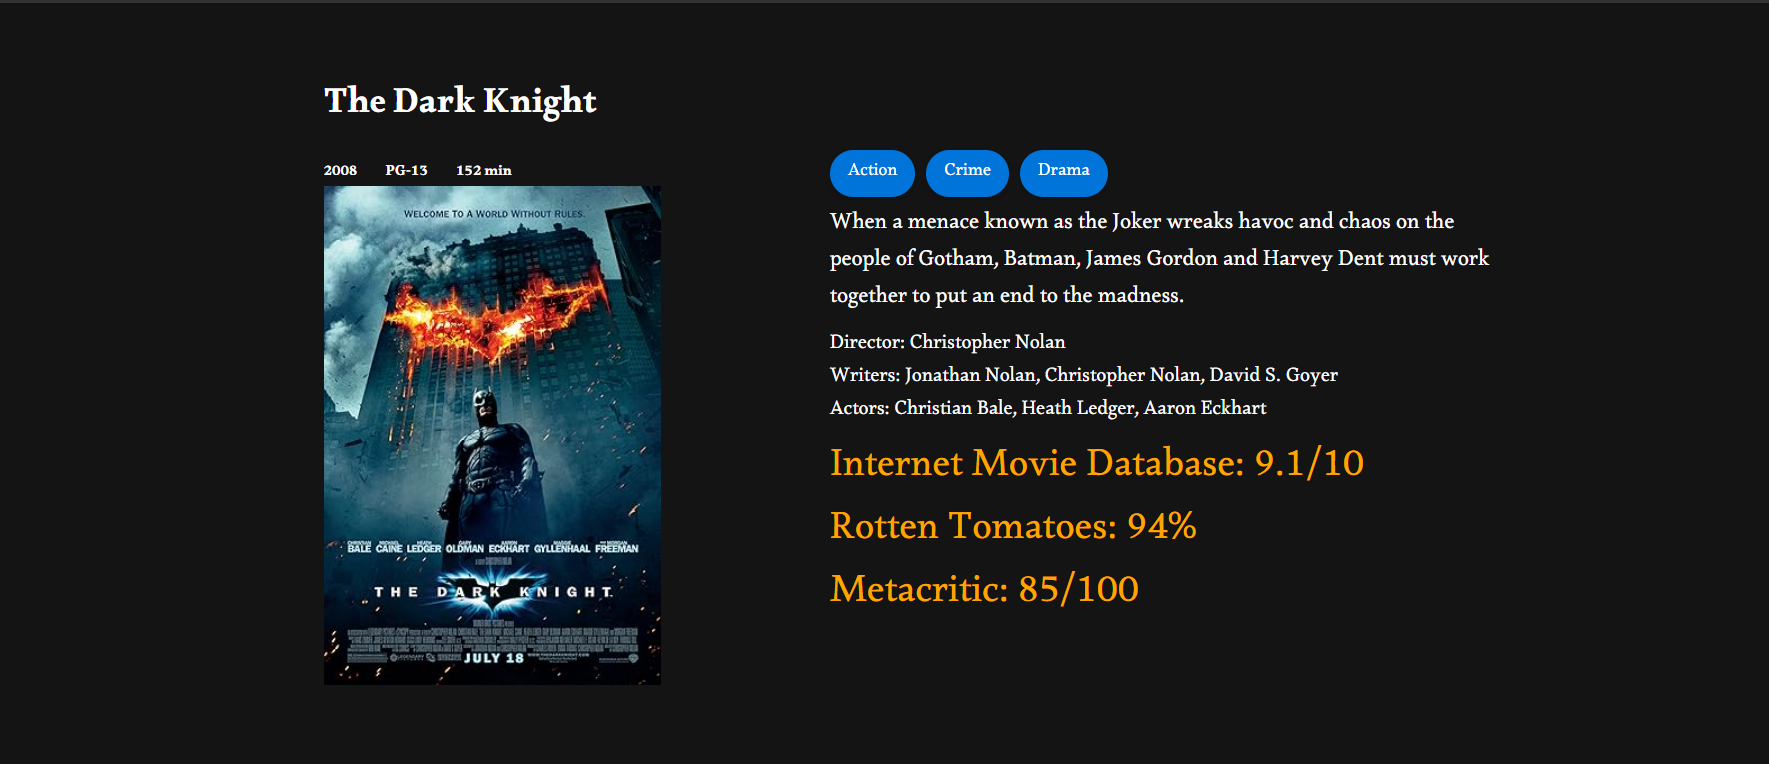 The Dark Knight
2008 PG-13 152 min
WELCOME TO A WORLD WITHOUT RULES.
BALE CAINE LEDGER OLDMAN ECKHART GYLLENHAAL FREEMAN
THE DARK KNIGHT
JULY 18
Action Crime Drama
When a menace known as the Joker wreaks havoc and chaos on the
people of Gotham, Batman, James Gordon and Harvey Dent must work
together to put an end to the madness.
Director: Christopher Nolan
Writers: Jonathan Nolan, Christopher Nolan, David S. Goyer
Actors: Christian Bale, Heath Ledger, Aaron Eckhart
Internet Movie Database: 9.1/10
Rotten Tomatoes: 94%
Metacritic: 85/100